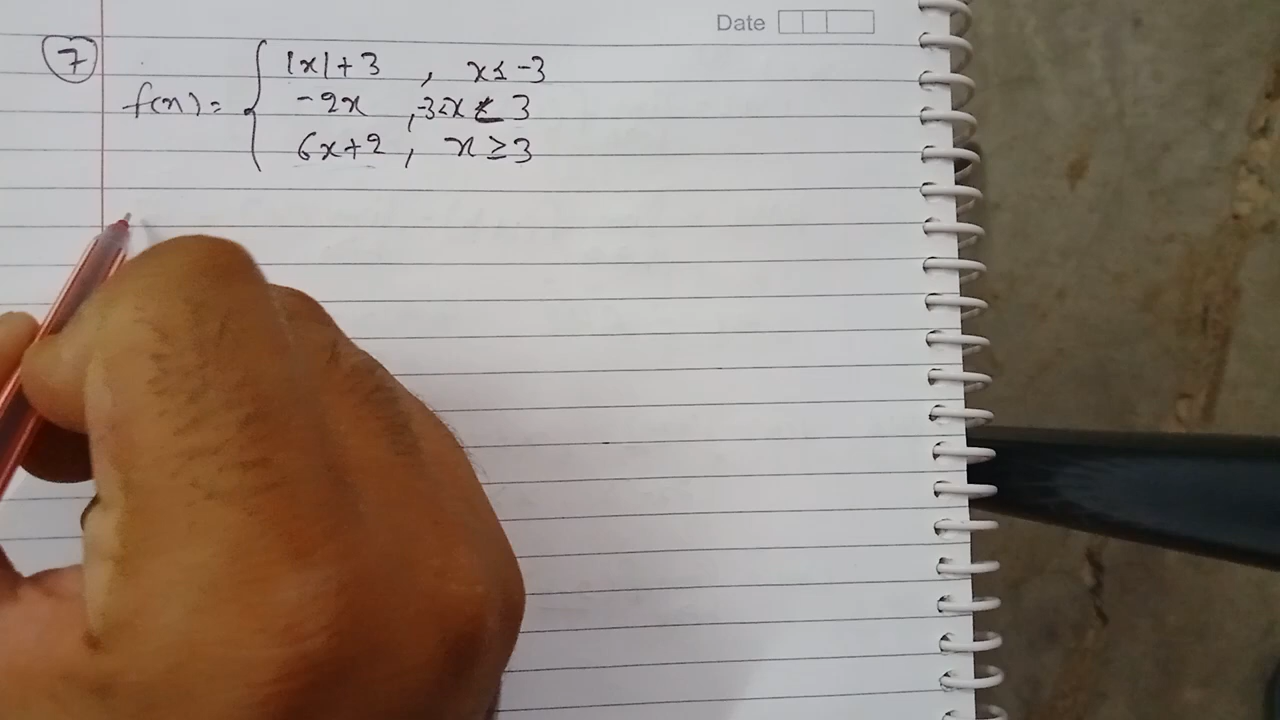 Date
7
|x|+3 , x≤-3
f(x)= -2x ,-3<x<3
6x+2 , x≥3